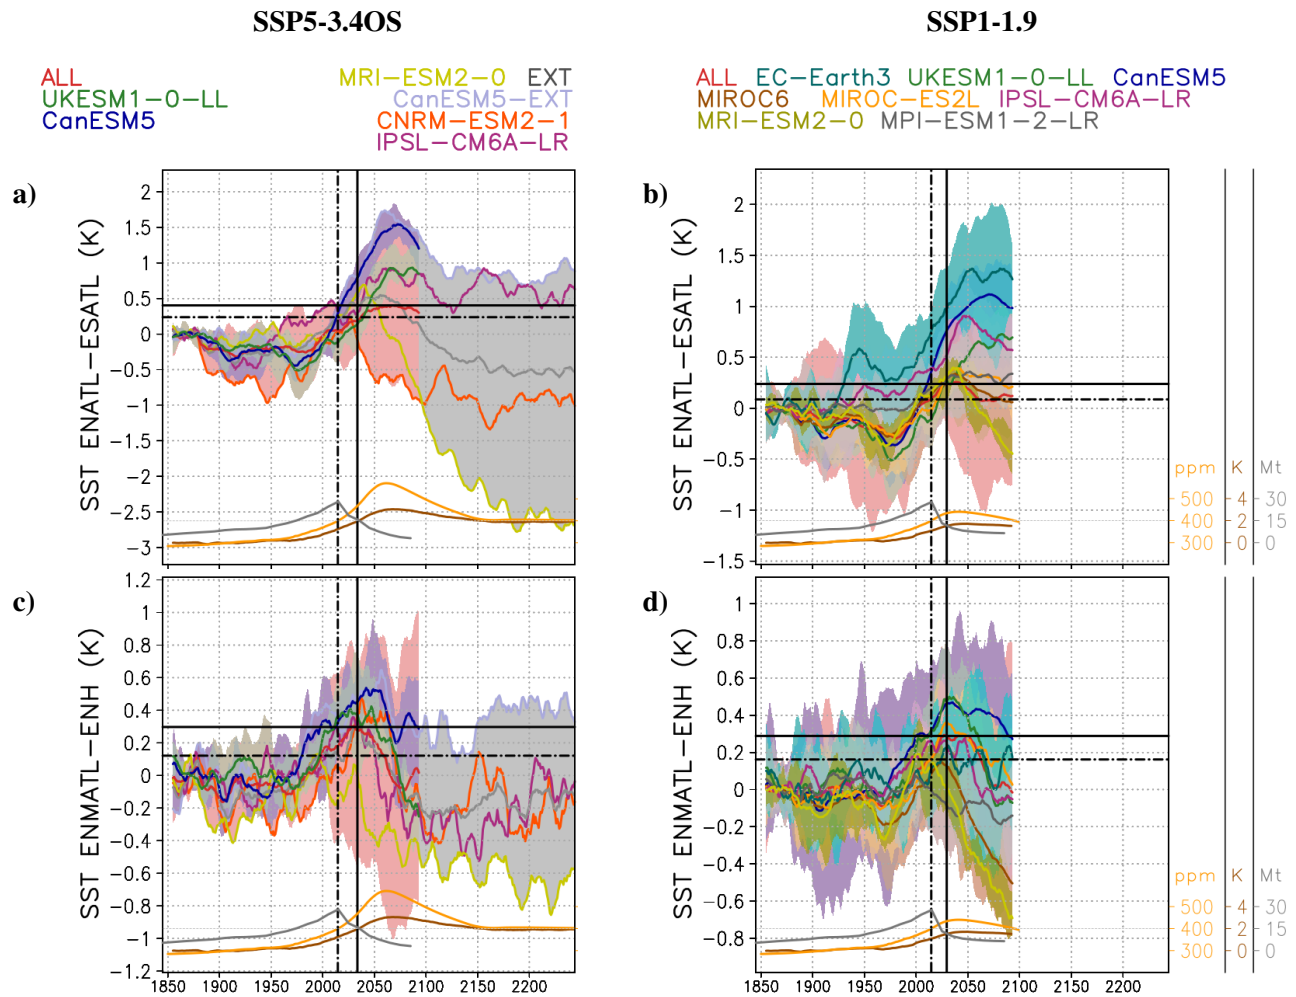 SSP5-3.4OS
SSP1-1.9
ALL
MRI-ESM2-0 EXT
UKESM1-0-LL
CanESM5-EXT
CanESM5
CNRM-ESM2-1
IPSL-CM6A-LR
ALL EC-Earth3 UKESM1-0-LL CanESM5
MIROC6 MIROC-ES2L IPSL-CM6A-LR
MRI-ESM2-0 MPI-ESM1-2-LR
a)
SST ENATL-ESATL (K)
2
1.5
1
0.5
0
-0.5
-1
-1.5
-2
-2.5
-3
b)
SST ENATL-ESATL (K)
2
1.5
1
0.5
0
-0.5
-1
-1.5
ppm K Mt
500 4 30
400 2 15
300 0 0
c)
SST ENMATL-ENH (K)
1.2
1
0.8
0.6
0.4
0.2
0
-0.2
-0.4
-0.6
-0.8
-1
-1.2
1850 1900 1950 2000 2050 2100 2150 2200
d)
SST ENMATL-ENH (K)
1
0.8
0.6
0.4
0.2
0
-0.2
-0.4
-0.6
-0.8
ppm K Mt
500 4 30
400 2 15
300 0 0
1850 1900 1950 2000 2050 2100 2150 2200